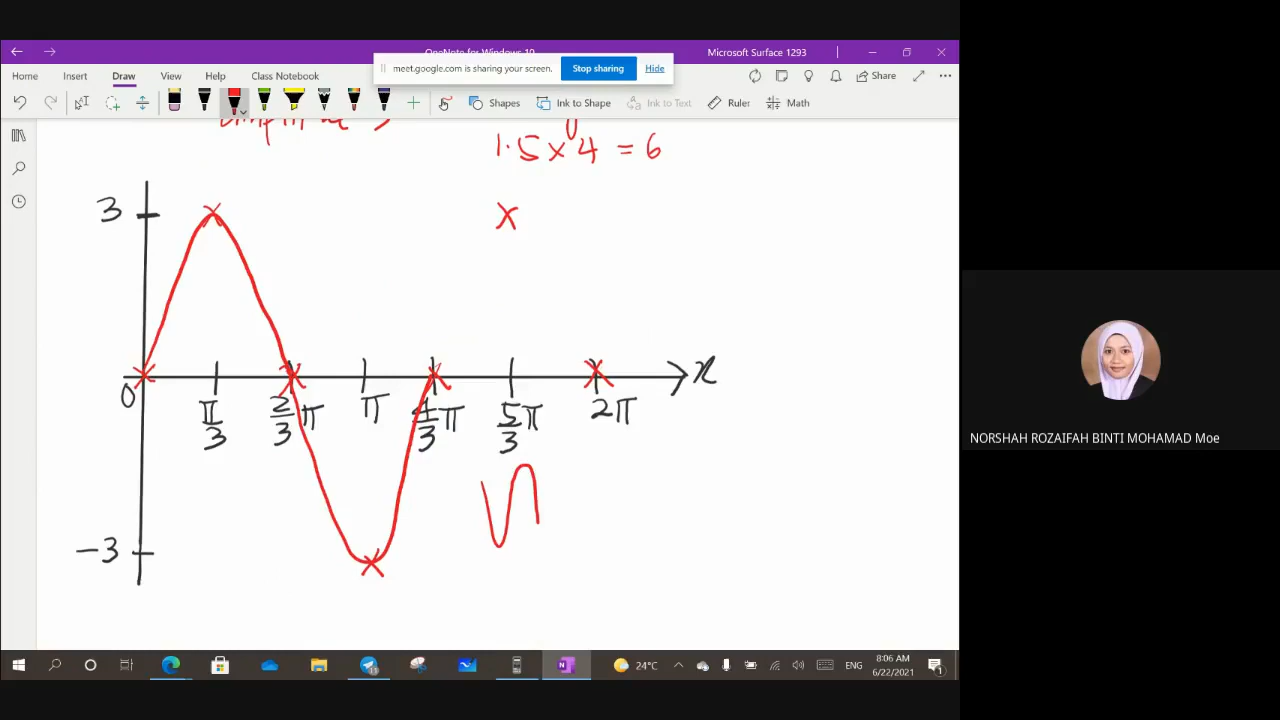 OneNote for Windows 10
Microsoft Surface 1293
meet.google.com is sharing your screen.
Stop sharing
Hide
Home
Insert
Draw
View
Help
Class Notebook
Share
Shapes
Ink to Shape
Ink to Text
Ruler
Math
1.5 x 4 = 6
3
x
0
π/3
2/3 π
π
4/3 π
5/3 π
2π
-3
NORSHAH ROZAIFAH BINTI MOHAMAD Moe
24°C
ENG
8:06 AM
6/22/2021
1